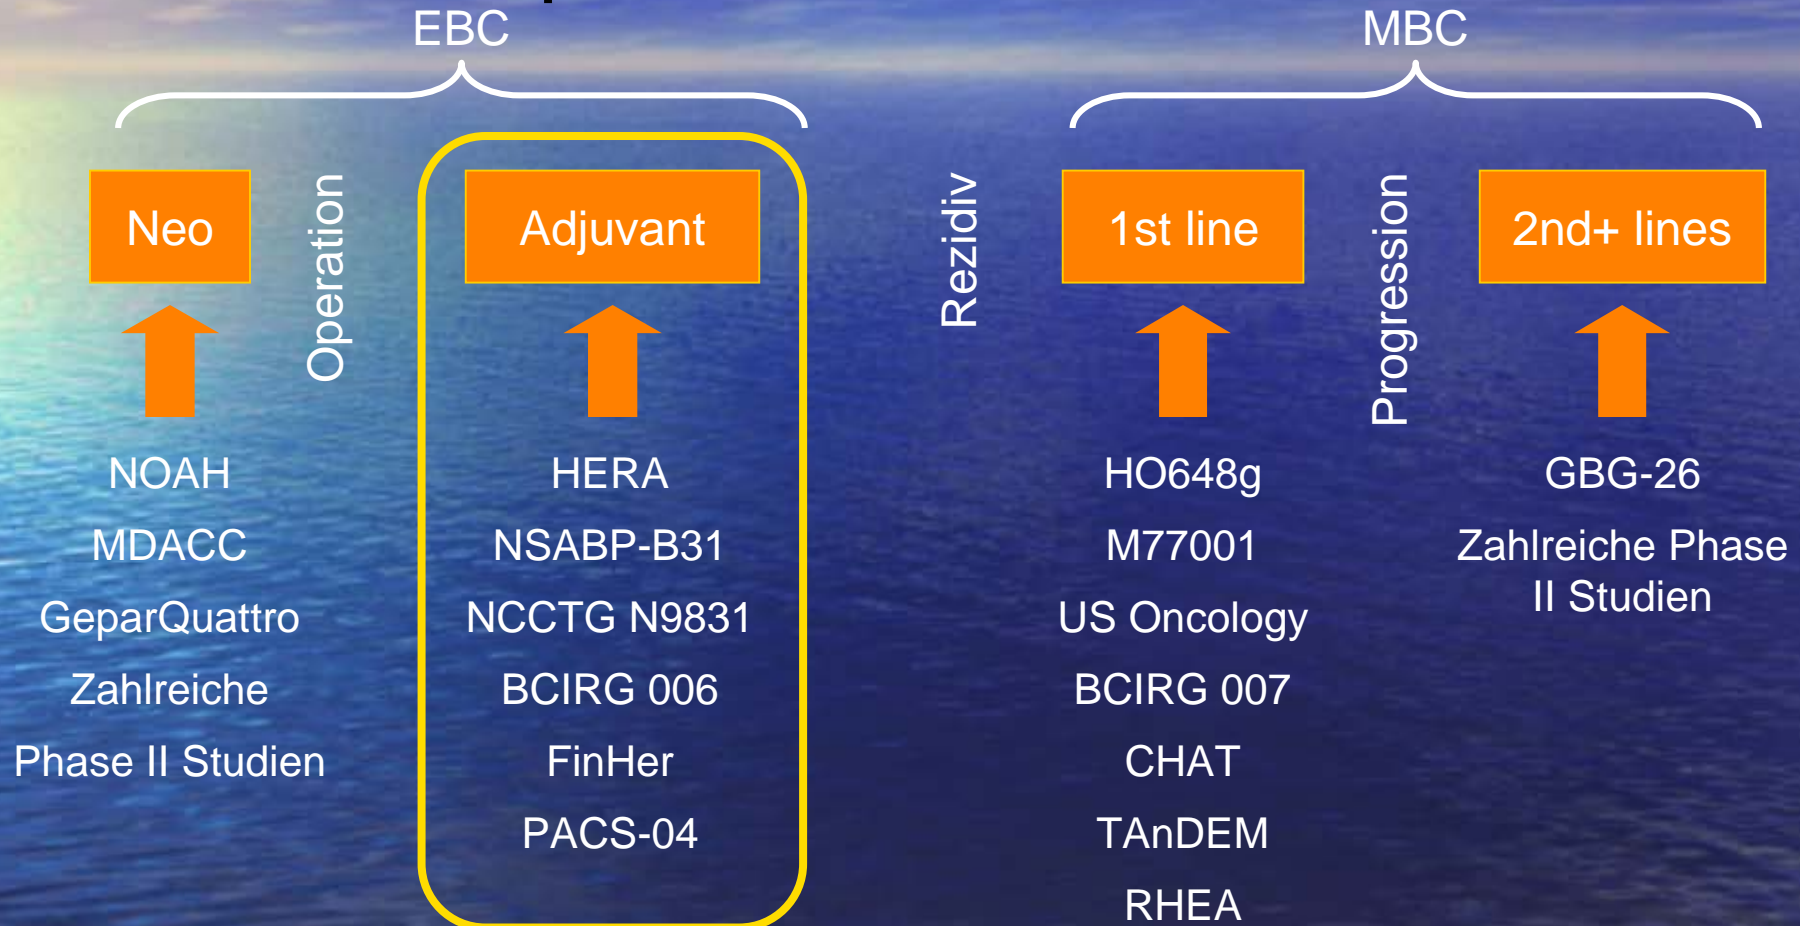 EBC
MBC
Neo
Operation
Adjuvant
Rezidiv
1st line
Progression
2nd+ lines
NOAH
MDACC
GeparQuattro
Zahlreiche
Phase II Studien
HERA
NSABP-B31
NCCTG N9831
BCIRG 006
FinHer
PACS-04
HO648g
M77001
US Oncology
BCIRG 007
CHAT
TAnDEM
RHEA
GBG-26
Zahlreiche Phase
II Studien